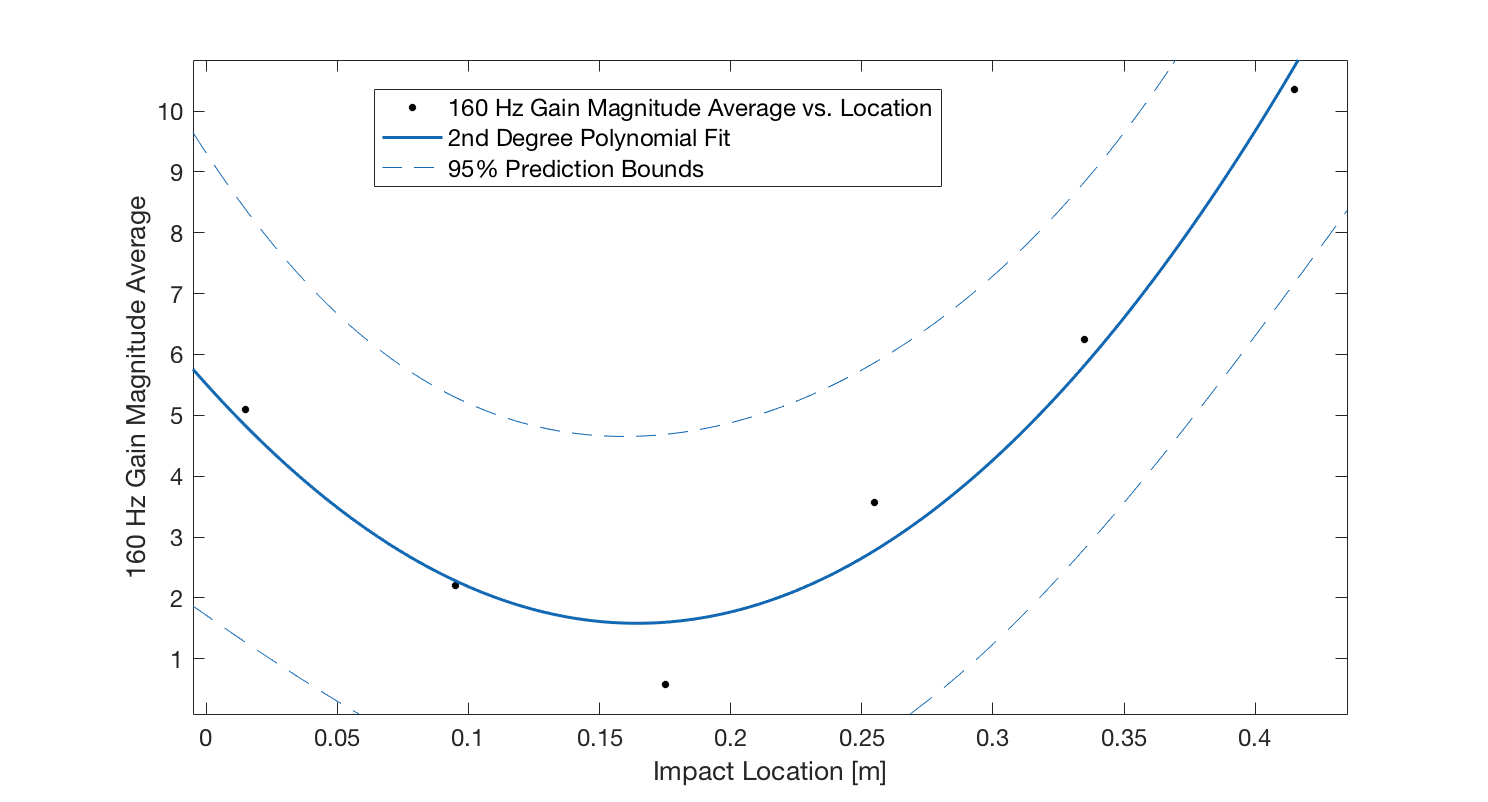 160 Hz Gain Magnitude Average vs. Location
2nd Degree Polynomial Fit
95% Prediction Bounds
160 Hz Gain Magnitude Average
10
9
8
7
6
5
4
3
2
1
0 0.05 0.1 0.15 0.2 0.25 0.3 0.35 0.4
Impact Location [m]